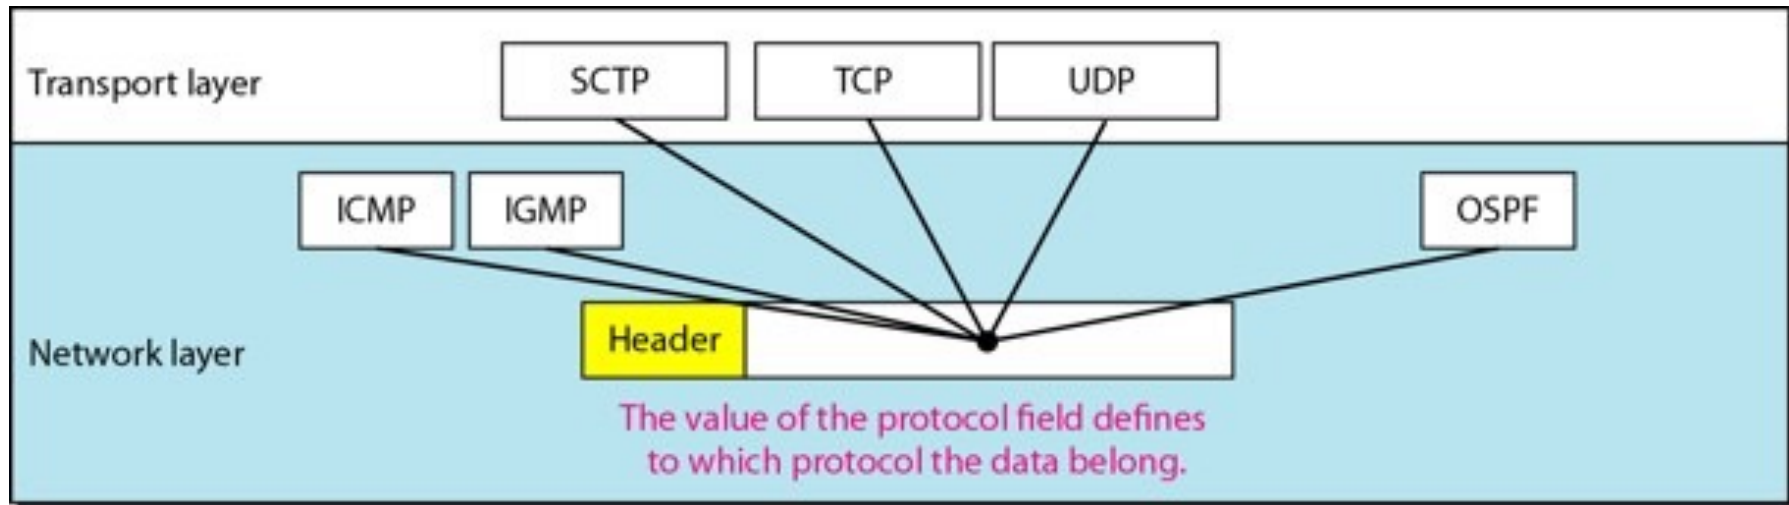 Transport layer
SCTP
TCP
UDP
ICMP
IGMP
OSPF
Header
Network layer
The value of the protocol field defines
to which protocol the data belong.